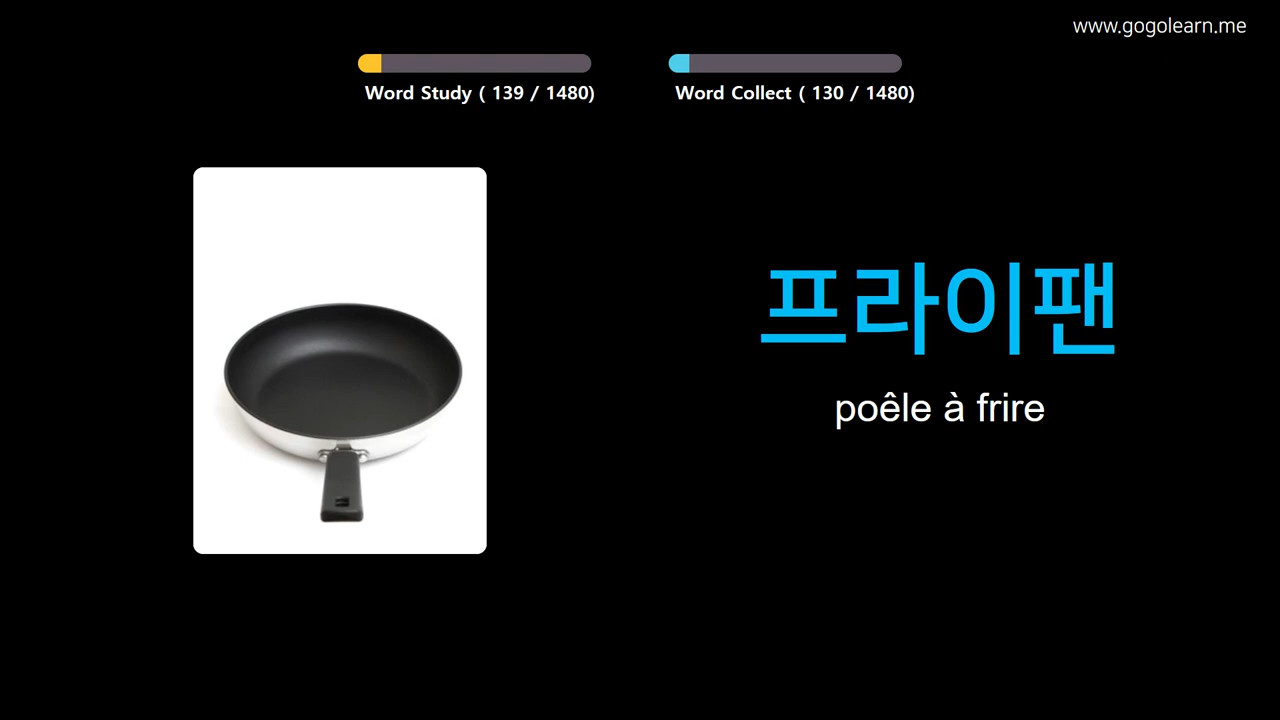 www.gogolearn.me
Word Study ( 139 / 1480)
Word Collect ( 130 / 1480)
프라이팬
poêle à frire